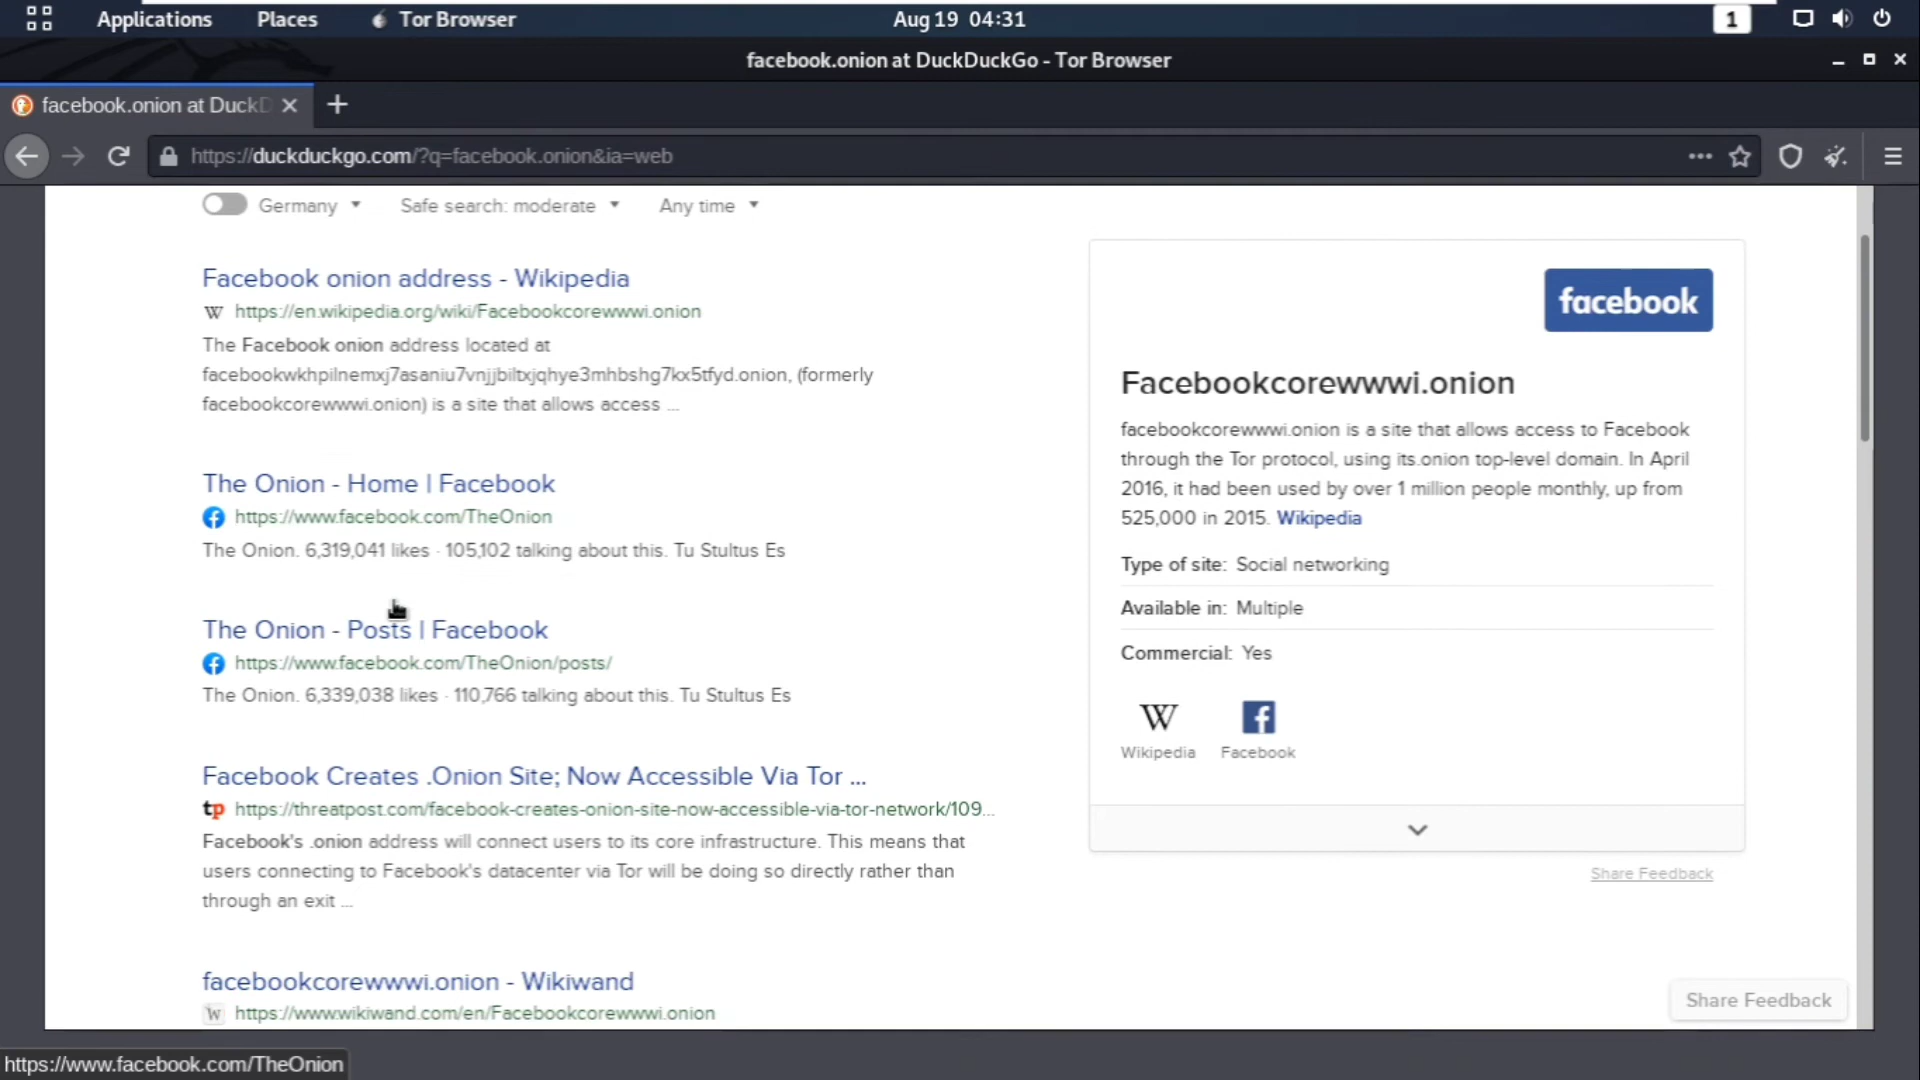 Applications Places Tor Browser Aug 19 04:31 1
facebook.onion at DuckDuckGo - Tor Browser
facebook.onion at DuckD
https://duckduckgo.com/?q=facebook.onion&ia=web
Germany Safe search: moderate Any time
Facebook onion address - Wikipedia
W https://en.wikipedia.org/wiki/Facebookcorewwwi.onion
The Facebook onion address located at
facebookwkhpilnemxj7asaniu7vnjjbiltxjqhye3mhbshg7kx5tfyd.onion, (formerly
facebookcorewwwi.onion) is a site that allows access ...
The Onion - Home | Facebook
https://www.facebook.com/TheOnion
The Onion. 6,319,041 likes · 105,102 talking about this. Tu Stultus Es
The Onion - Posts | Facebook
https://www.facebook.com/TheOnion/posts/
The Onion. 6,339,038 likes · 110,766 talking about this. Tu Stultus Es
Facebook Creates .Onion Site; Now Accessible Via Tor ...
tp https://threatpost.com/facebook-creates-onion-site-now-accessible-via-tor-network/109...
Facebook's .onion address will connect users to its core infrastructure. This means that
users connecting to Facebook's datacenter via Tor will be doing so directly rather than
through an exit ...
facebookcorewwwi.onion - Wikiwand
W https://www.wikiwand.com/en/Facebookcorewwwi.onion
facebook
Facebookcorewwwi.onion
facebookcorewwwi.onion is a site that allows access to Facebook
through the Tor protocol, using its.onion top-level domain. In April
2016, it had been used by over 1 million people monthly, up from
525,000 in 2015. Wikipedia
Type of site: Social networking
Available in: Multiple
Commercial: Yes
W f
Wikipedia Facebook
Share Feedback
Share Feedback
https://www.facebook.com/TheOnion